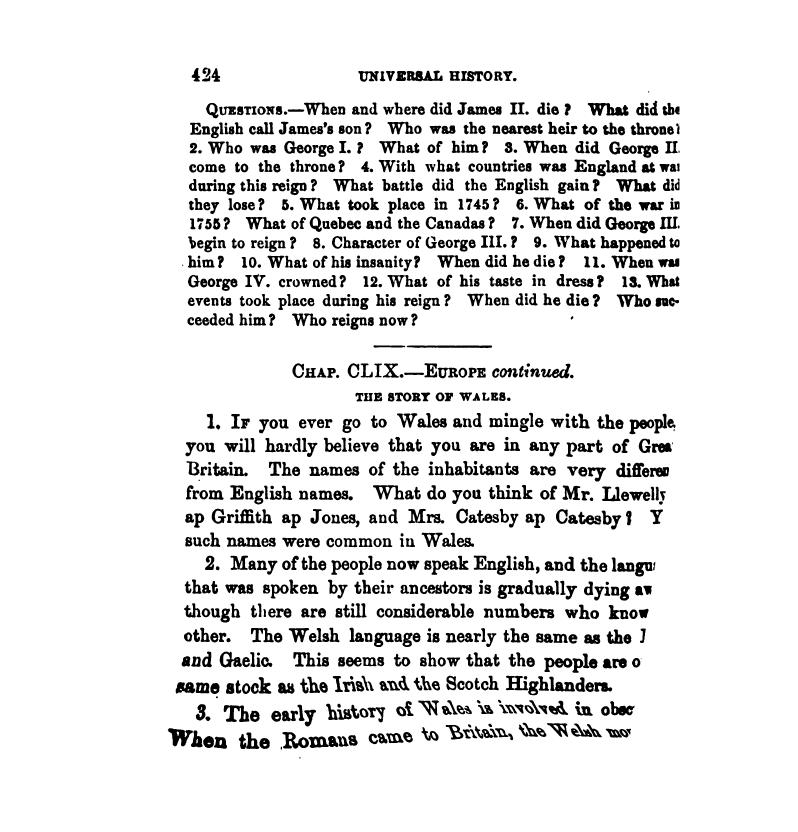 424 UNIVERSAL HISTORY.
QUESTIONS.—When and where did James II. die? What did the
English call James's son? Who was the nearest heir to the throne?
2. Who was George I.? What of him? 3. When did George II.
come to the throne? 4. With what countries was England at war
during this reign? What battle did the English gain? What did
they lose? 5. What took place in 1745? 6. What of the war in
1755? What of Quebec and the Canadas? 7. When did George III.
begin to reign? 8. Character of George III.? 9. What happened to
him? 10. What of his insanity? When did he die? 11. When was
George IV. crowned? 12. What of his taste in dress? 13. What
events took place during his reign? When did he die? Who suc-
ceeded him? Who reigns now?
CHAP. CLIX.—EUROPE continued.
THE STORY OF WALES.
1. IF you ever go to Wales and mingle with the people,
you will hardly believe that you are in any part of Grea
Britain. The names of the inhabitants are very differen
from English names. What do you think of Mr. Llewelly
ap Griffith ap Jones, and Mrs. Catesby ap Catesby? Y
such names were common in Wales.
2. Many of the people now speak English, and the langu
that was spoken by their ancestors is gradually dying aw
though there are still considerable numbers who know
other. The Welsh language is nearly the same as the
and Gaelic. This seems to show that the people are o
same stock as the Irish and the Scotch Highlanders.
3. The early history of Wales is involved in obsc
When the Romans came to Britain, the Welsh mor